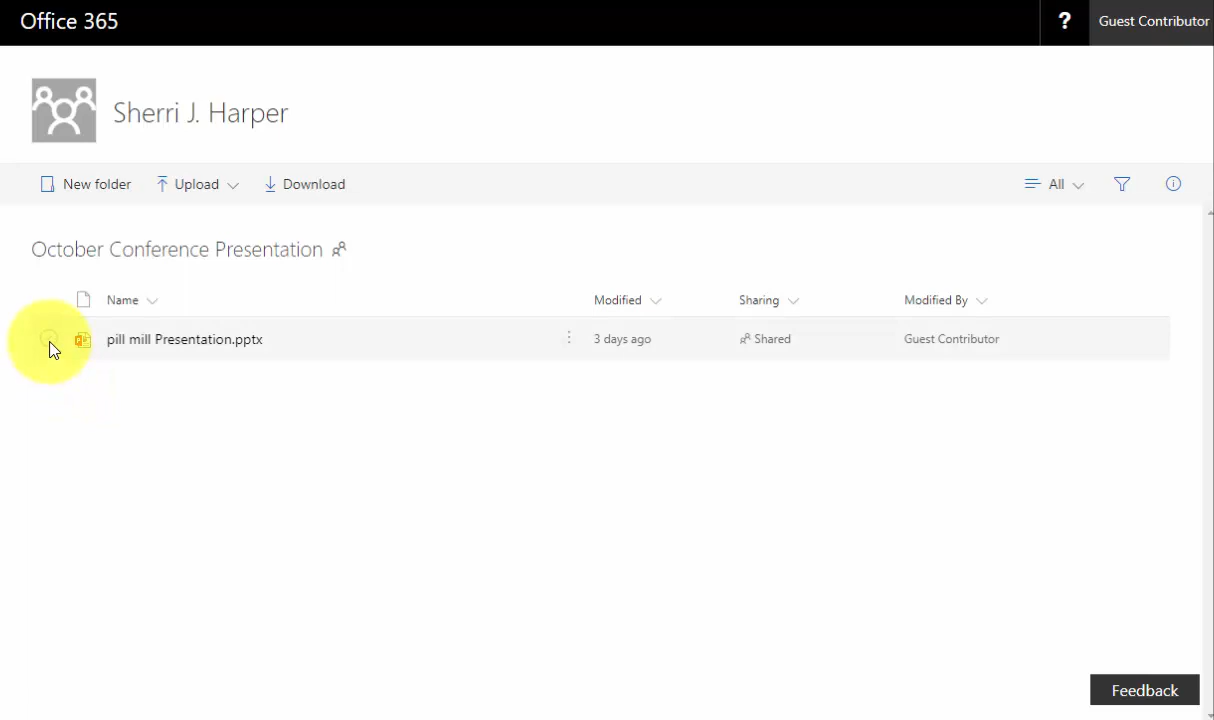 Office 365
? Guest Contributor
Sherri J. Harper
New folder Upload Download All
October Conference Presentation
Name Modified Sharing Modified By
pill mill Presentation.pptx 3 days ago Shared Guest Contributor
Feedback